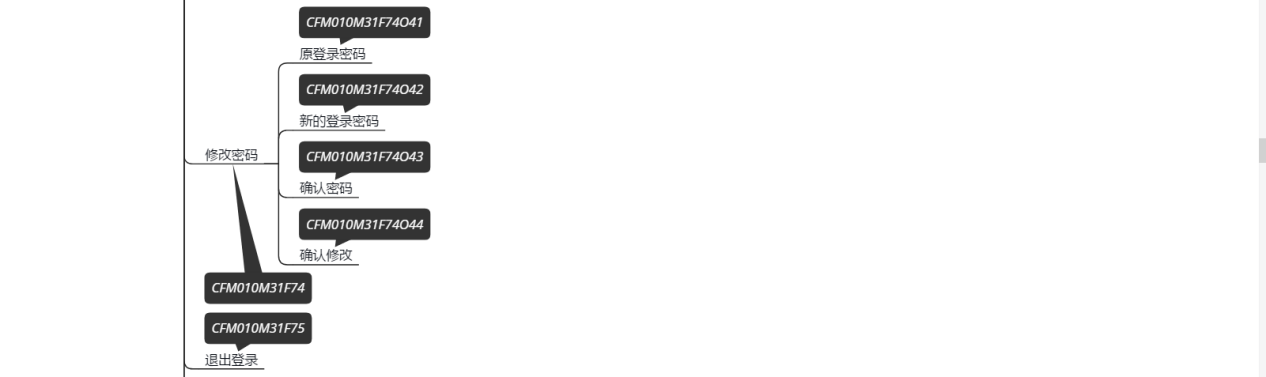 CFM010M31F74O41
原登录密码
CFM010M31F74O42
新的登录密码
修改密码
CFM010M31F74O43
确认密码
CFM010M31F74O44
确认修改
CFM010M31F74
CFM010M31F75
退出登录